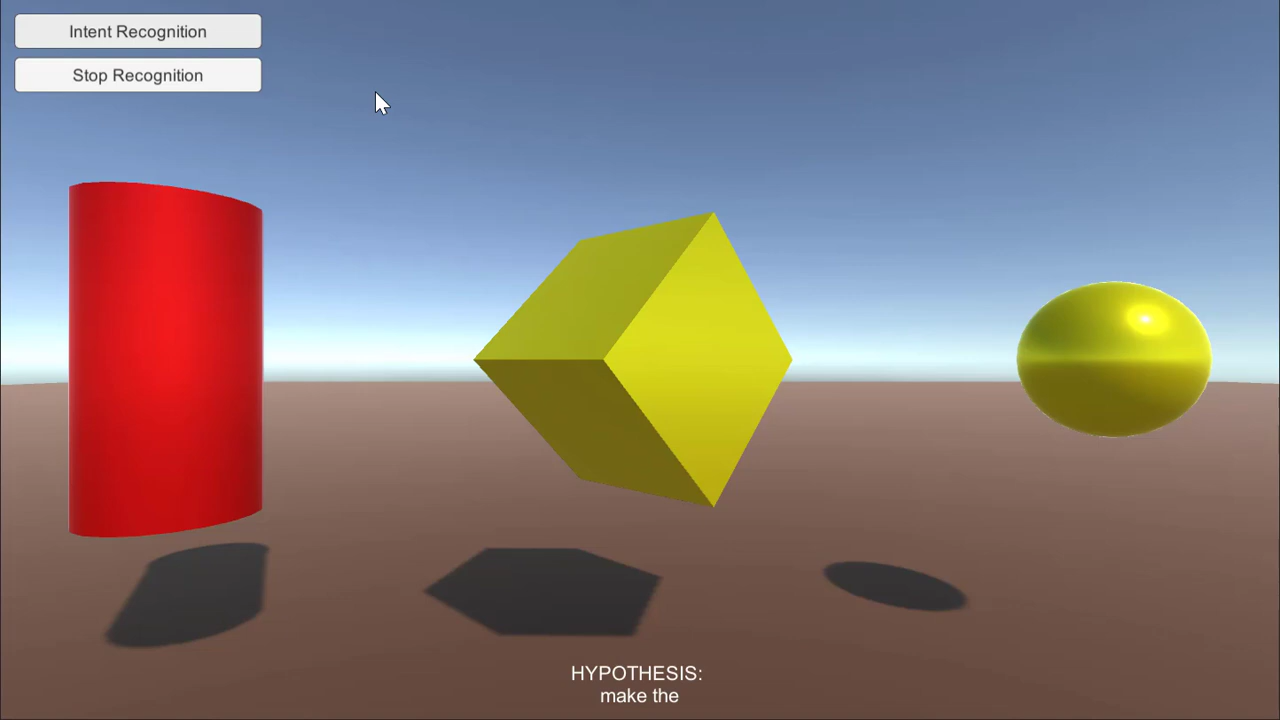 Intent Recognition
Stop Recognition
HYPOTHESIS:
make the